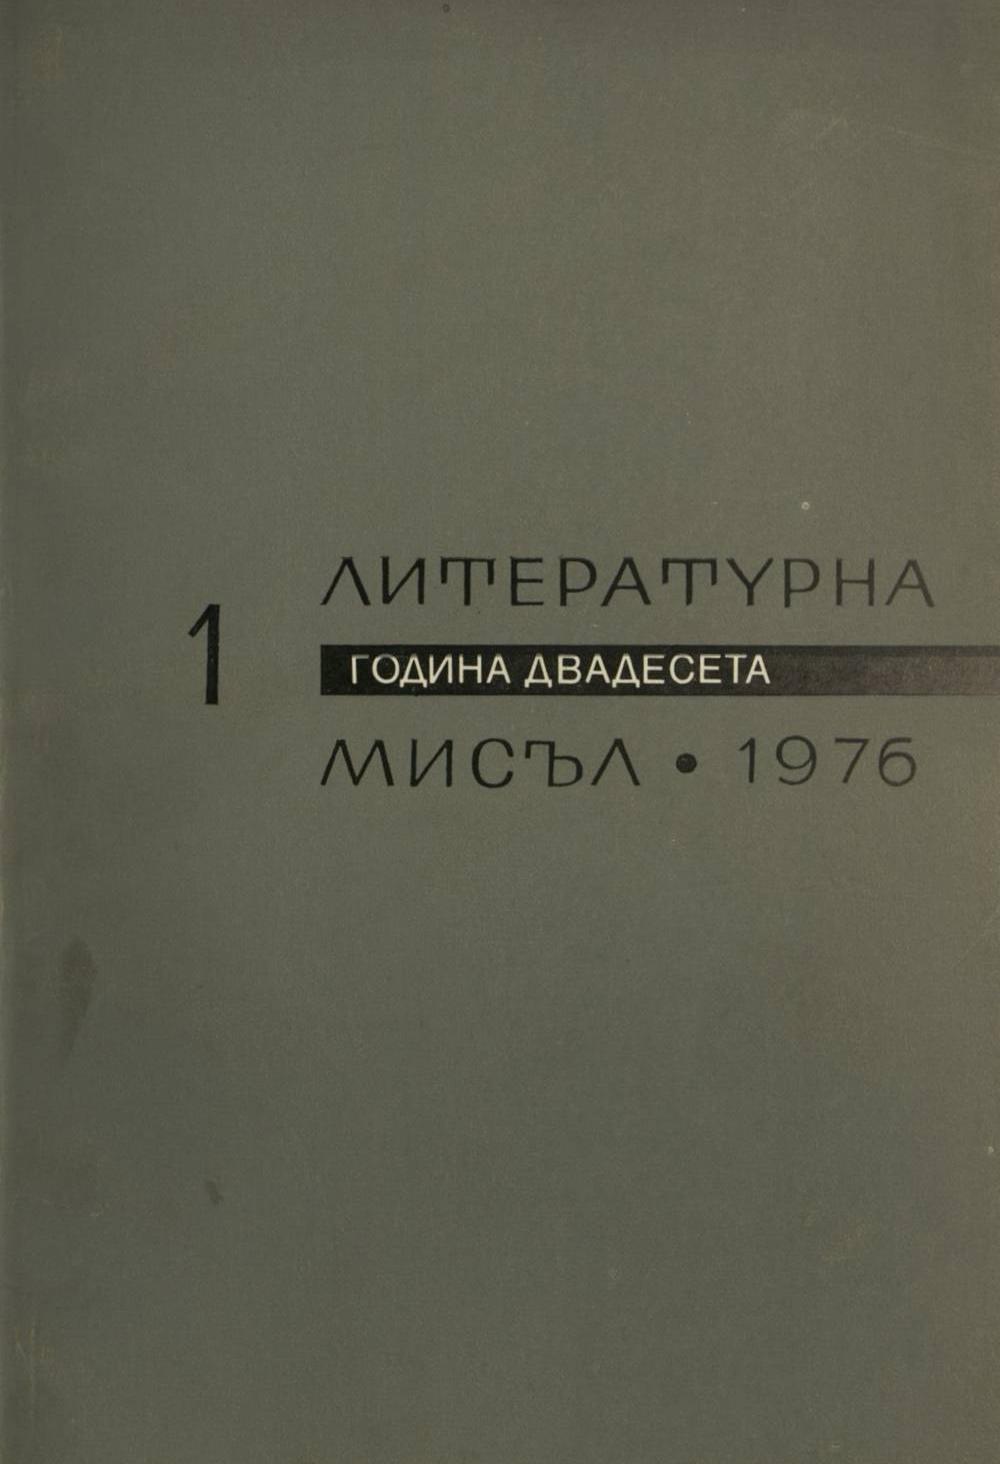 1
ЛИТЕРАТУРНА
ГОДИНА ДВАДЕСЕТА
МИСЪЛ • 1976